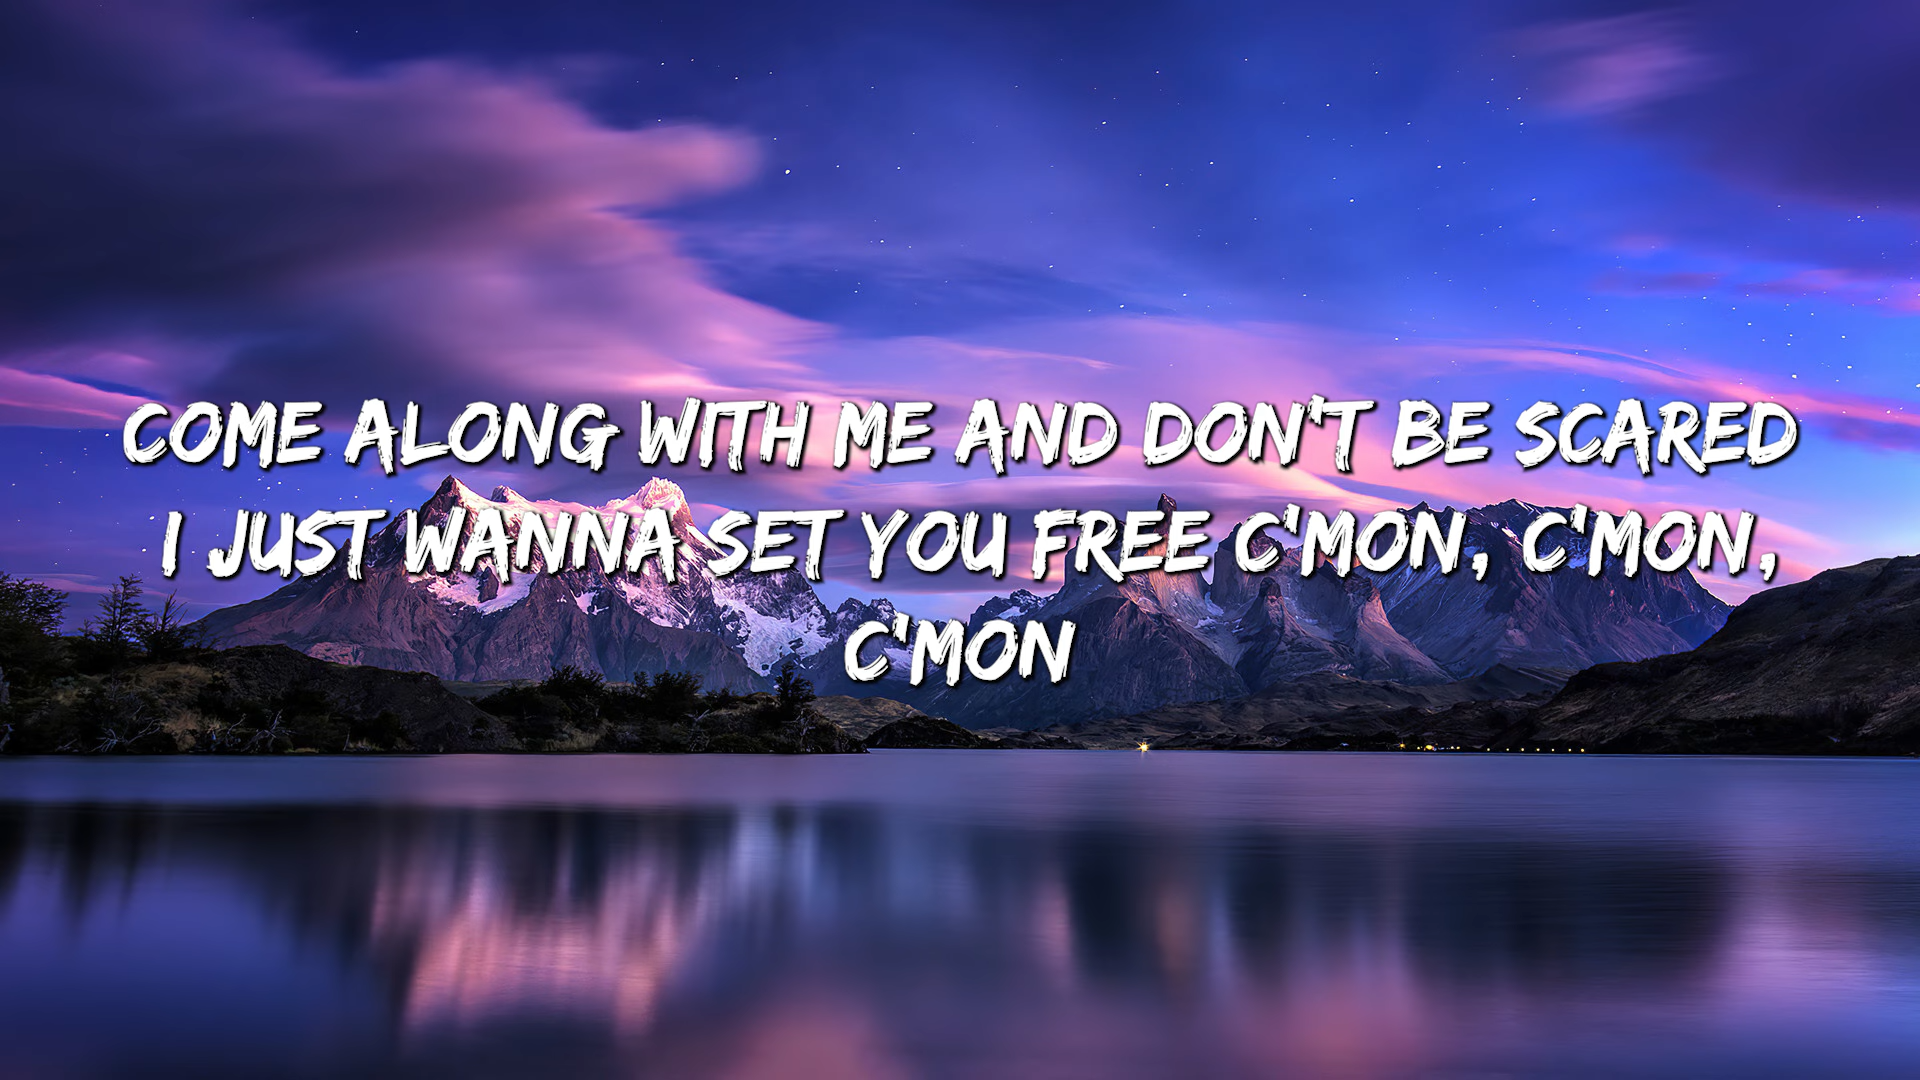 COME ALONG WITH ME AND DON'T BE SCARED
I JUST WANNA SET YOU FREE C'MON, C'MON,
C'MON